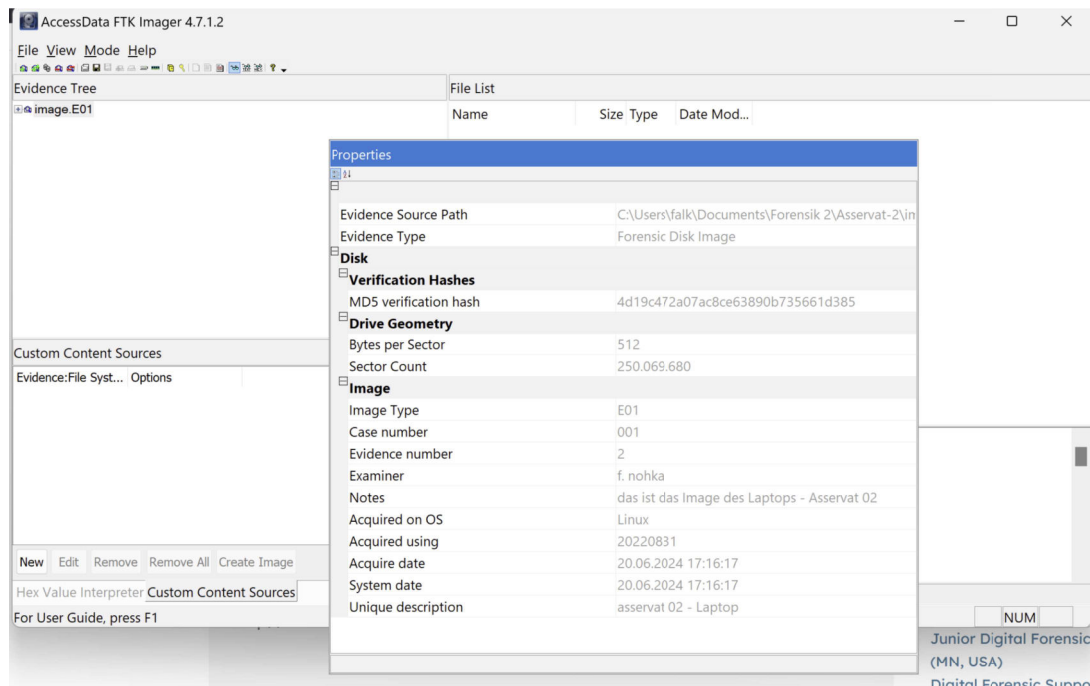 AccessData FTK Imager 4.7.1.2
File View Mode Help
Evidence Tree
File List
image.E01
Name Size Type Date Mod...
Properties
Evidence Source Path C:\Users\falk\Documents\Forensik 2\Asservat-2\im
Evidence Type Forensic Disk Image
Disk
Verification Hashes
MD5 verification hash 4d19c472a07ac8ce63890b735661d385
Drive Geometry
Bytes per Sector 512
Sector Count 250.069.680
Image
Image Type E01
Case number 001
Evidence number 2
Examiner f. nohka
Notes das ist das Image des Laptops - Asservat 02
Acquired on OS Linux
Acquired using 20220831
Acquire date 20.06.2024 17:16:17
System date 20.06.2024 17:16:17
Unique description asservat 02 - Laptop
Custom Content Sources
Evidence:File Syst... Options
New Edit Remove Remove All Create Image
Hex Value Interpreter Custom Content Sources
For User Guide, press F1
NUM
Junior Digital Forensic
(MN, USA)
Digital Forensic Suppo